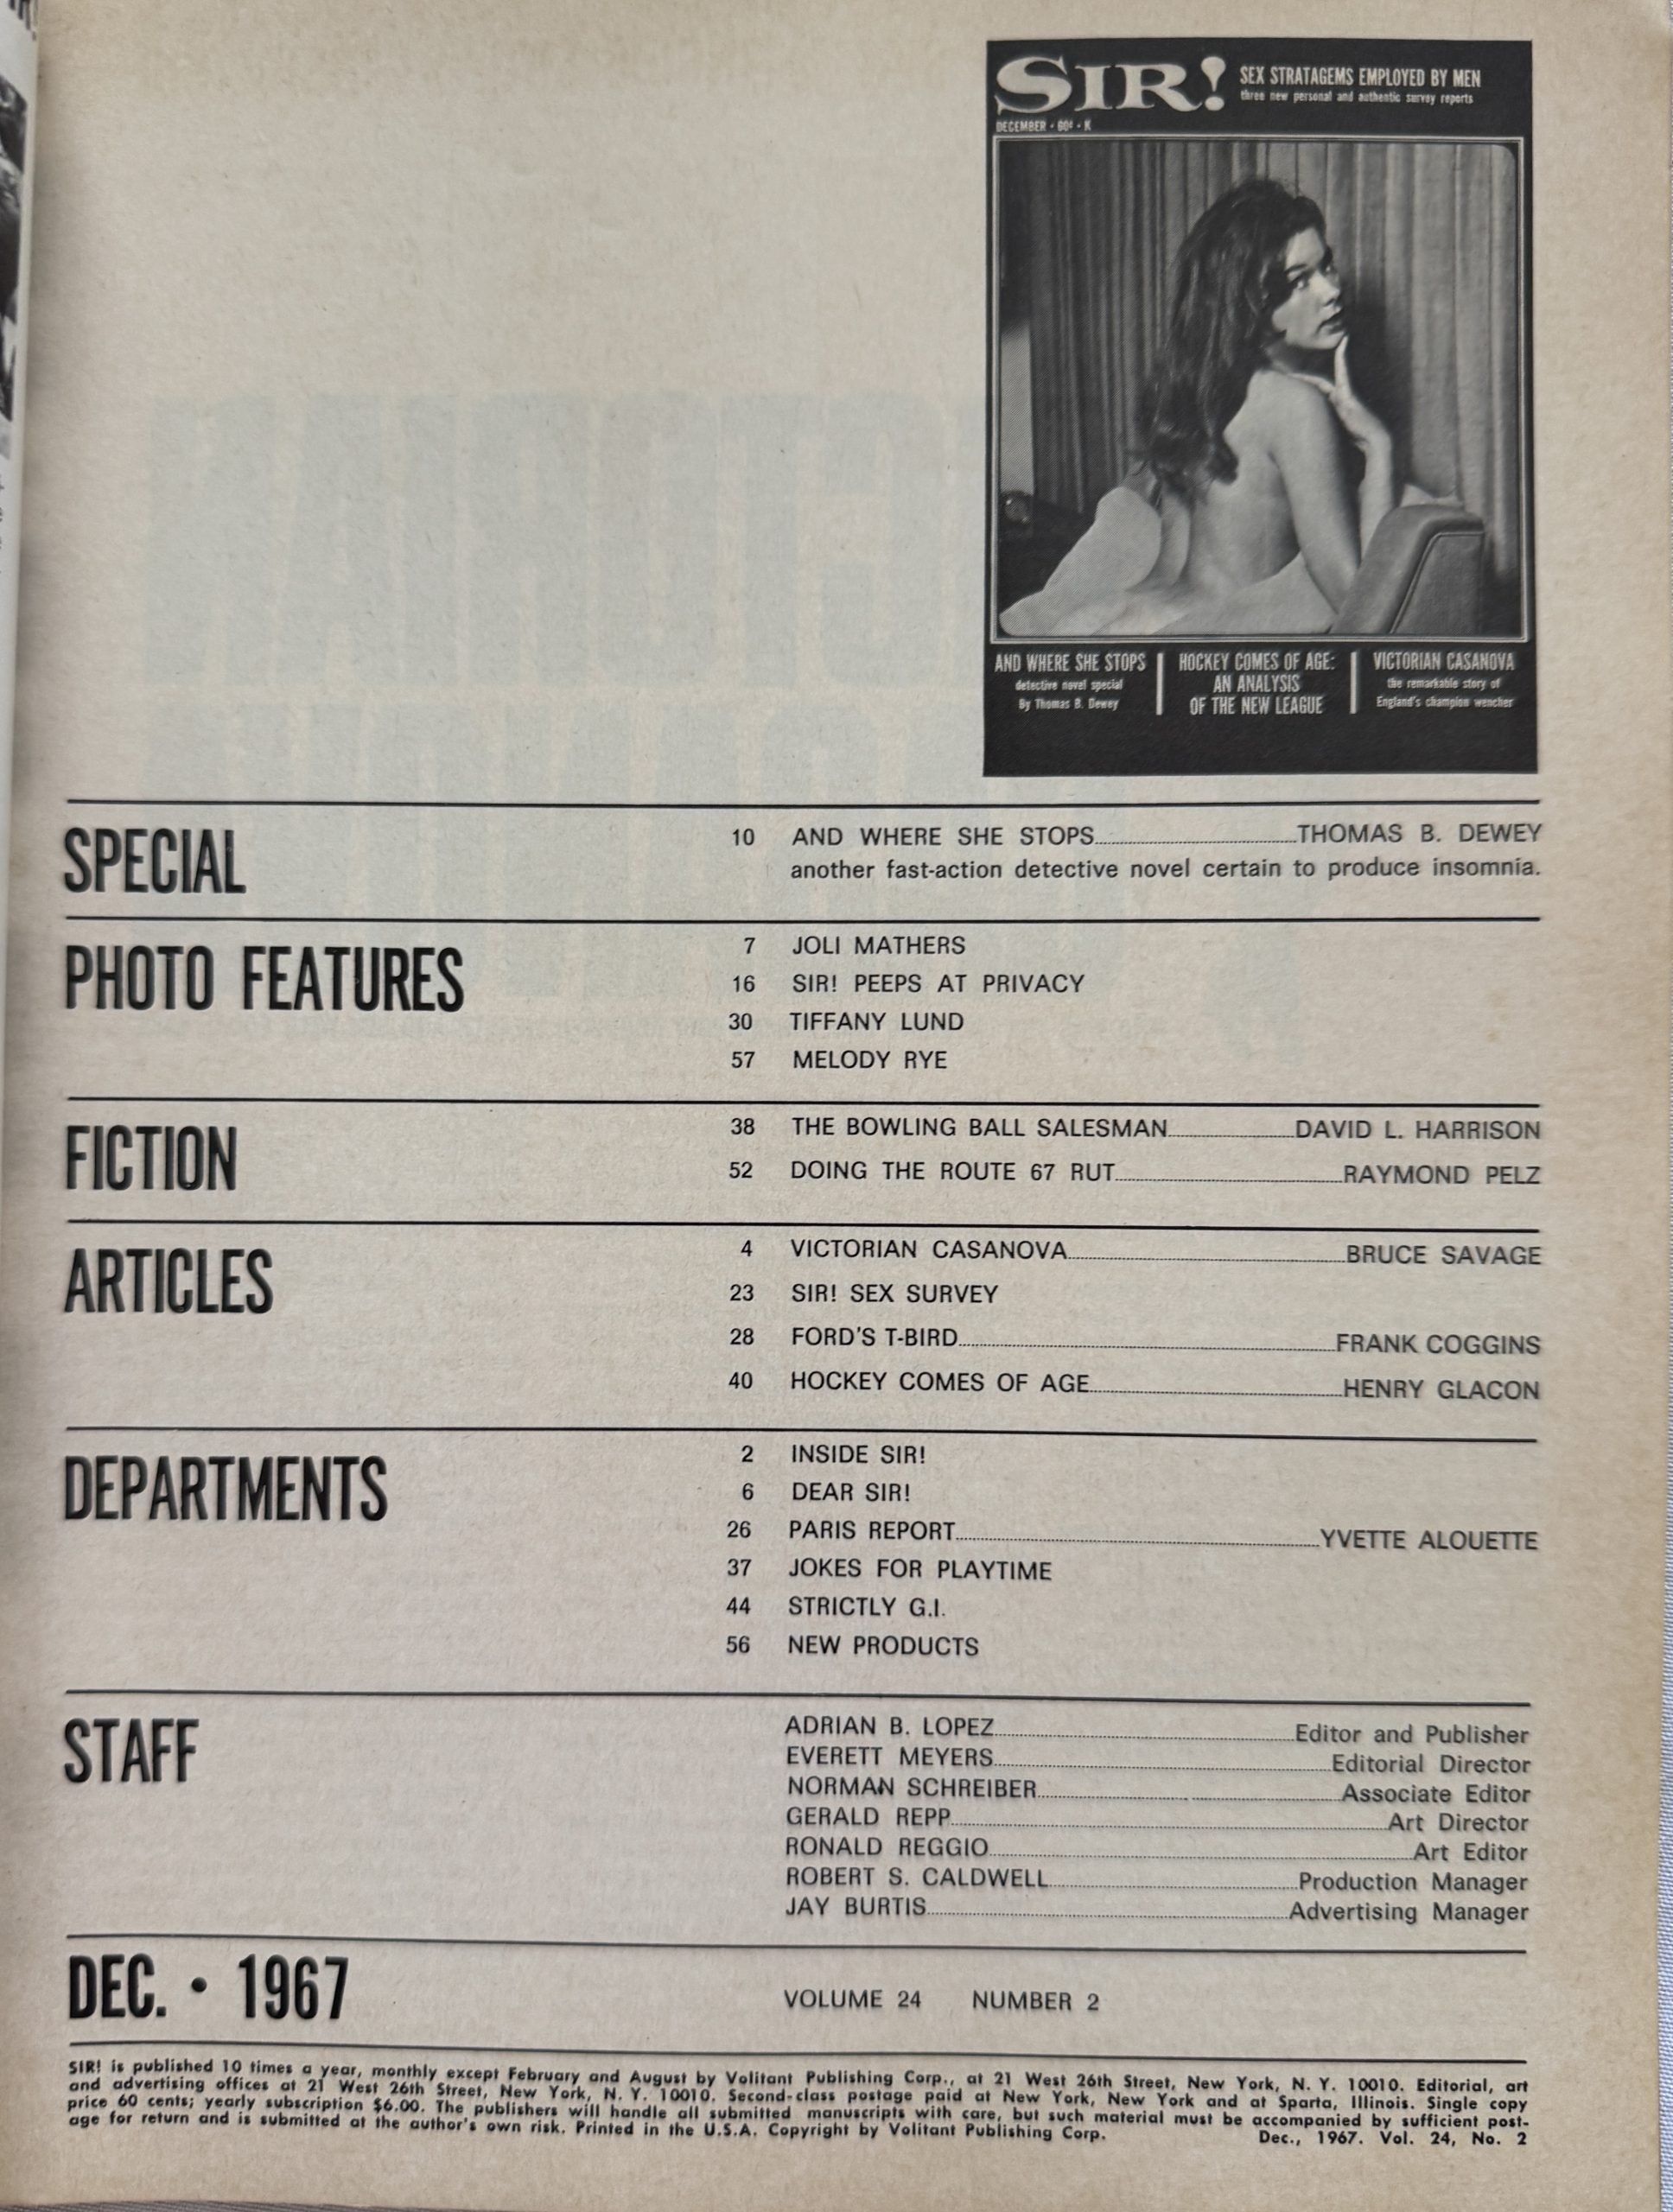 SIR!
SEX STRATAGEMS EMPLOYED BY MEN
three new personal and authentic survey reports
DECEMBER • 60¢ • K
AND WHERE SHE STOPS
detective novel special
By Thomas B. Dewey
HOCKEY COMES OF AGE:
AN ANALYSIS
OF THE NEW LEAGUE
VICTORIAN CASANOVA
the remarkable story of
England's champion wencher
SPECIAL
10 AND WHERE SHE STOPS THOMAS B. DEWEY
another fast-action detective novel certain to produce insomnia.
PHOTO FEATURES
7 JOLI MATHERS
16 SIR! PEEPS AT PRIVACY
30 TIFFANY LUND
57 MELODY RYE
FICTION
38 THE BOWLING BALL SALESMAN DAVID L. HARRISON
52 DOING THE ROUTE 67 RUT RAYMOND PELZ
ARTICLES
4 VICTORIAN CASANOVA BRUCE SAVAGE
23 SIR! SEX SURVEY
28 FORD'S T-BIRD FRANK COGGINS
40 HOCKEY COMES OF AGE HENRY GLACON
DEPARTMENTS
2 INSIDE SIR!
6 DEAR SIR!
26 PARIS REPORT YVETTE ALOUETTE
37 JOKES FOR PLAYTIME
44 STRICTLY G.I.
56 NEW PRODUCTS
STAFF
ADRIAN B. LOPEZ Editor and Publisher
EVERETT MEYERS Editorial Director
NORMAN SCHREIBER Associate Editor
GERALD REPP Art Director
RONALD REGGIO Art Editor
ROBERT S. CALDWELL Production Manager
JAY BURTIS Advertising Manager
DEC. • 1967
VOLUME 24 NUMBER 2
SIR! is published 10 times a year, monthly except February and August by Volitant Publishing Corp., at 21 West 26th Street, New York, N. Y. 10010. Editorial, art
and advertising offices at 21 West 26th Street, New York, N. Y. 10010. Second-class postage paid at New York, New York and at Sparta, Illinois. Single copy
price 60 cents; yearly subscription $6.00. The publishers will handle all submitted manuscripts with care, but such material must be accompanied by sufficient post-
age for return and is submitted at the author's own risk. Printed in the U.S.A. Copyright by Volitant Publishing Corp. Dec., 1967. Vol. 24, No. 2